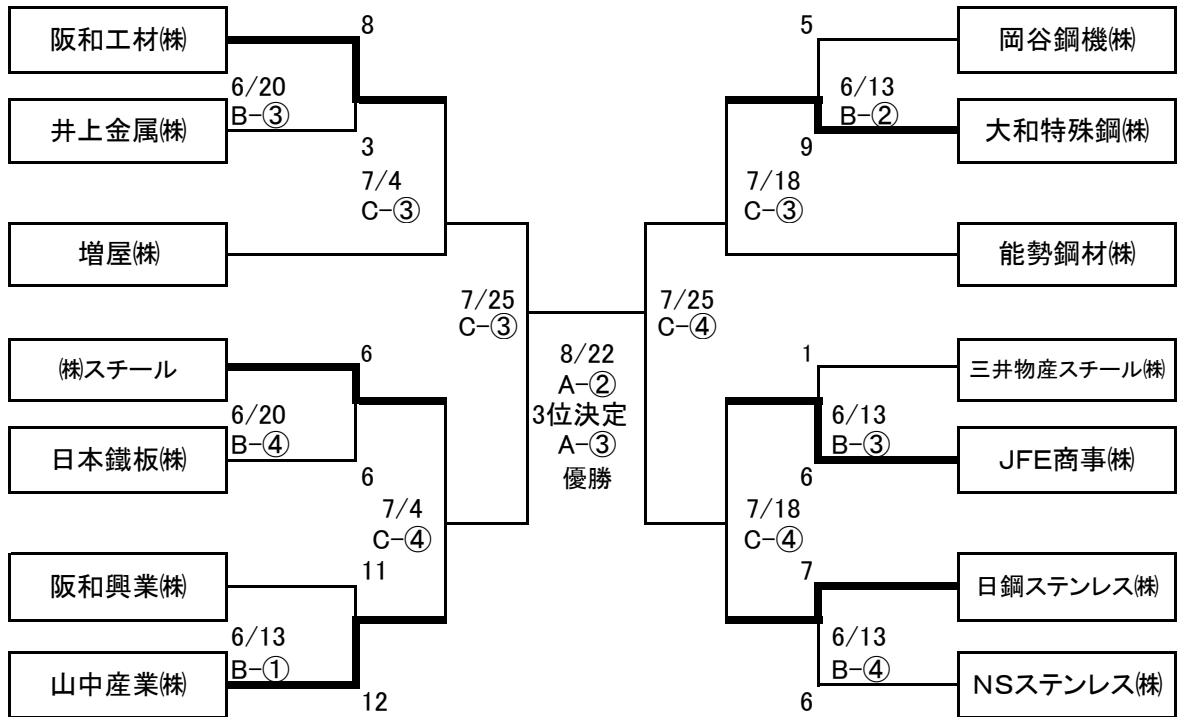 8
阪和工材㈱
6/20
B-③
井上金属㈱
3
7/4
C-③
増屋㈱
7/25
C-③
6
㈱スチール
6/20
B-④
日本鐵板㈱
6
7/4
C-④
11
阪和興業㈱
6/13
B-①
山中産業㈱
12
8/22
A-②
3位決定
A-③
優勝
5
岡谷鋼機㈱
6/13
B-②
大和特殊鋼㈱
9
7/18
C-③
能勢鋼材㈱
7/25
C-④
1
三井物産スチール㈱
6/13
B-③
JFE商事㈱
6
7/18
C-④
7
日鋼ステンレス㈱
6/13
B-④
NSステンレス㈱
6